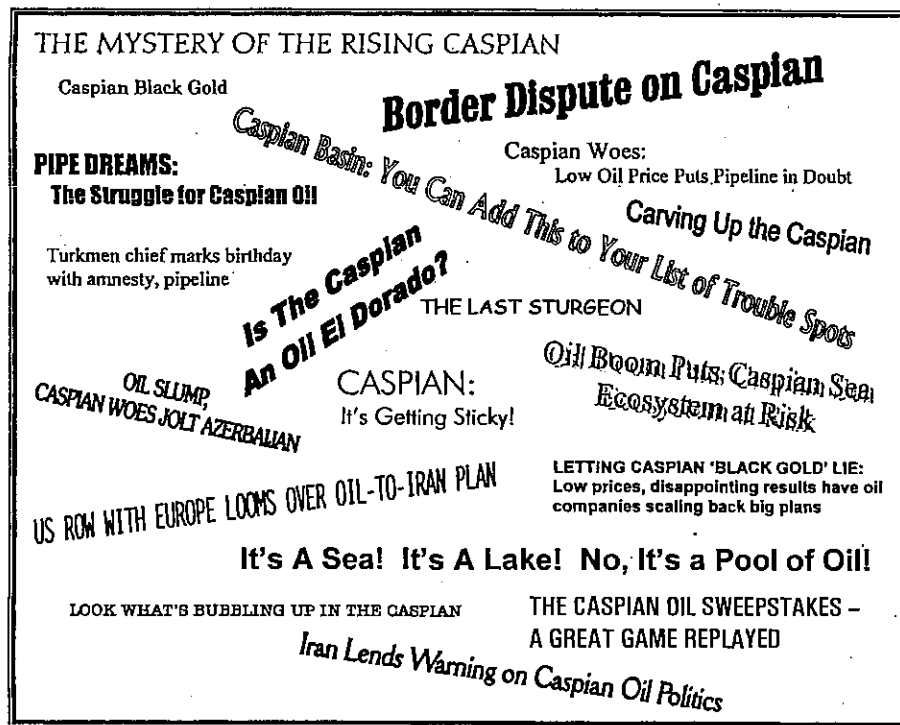 THE MYSTERY OF THE RISING CASPIAN
Caspian Black Gold
Border Dispute on Caspian
Caspian Basin: You Can Add This to Your List of Trouble Spots
PIPE DREAMS:
The Struggle for Caspian Oil
Caspian Woes:
Low Oil Price Puts Pipeline in Doubt
Carving Up the Caspian
Turkmen chief marks birthday
with amnesty, pipeline
Is The Caspian
An Oil El Dorado?
THE LAST STURGEON
OIL SLUMP,
CASPIAN WOES JOLT AZERBAIJAN
CASPIAN:
It's Getting Sticky!
Oil Boom Puts Caspian Sea
Ecosystem at Risk
US ROW WITH EUROPE LOOMS OVER OIL-TO-IRAN PLAN
LETTING CASPIAN 'BLACK GOLD' LIE:
Low prices, disappointing results have oil
companies scaling back big plans
It's A Sea! It's A Lake! No, It's a Pool of Oil!
LOOK WHAT'S BUBBLING UP IN THE CASPIAN
THE CASPIAN OIL SWEEPSTAKES –
A GREAT GAME REPLAYED
Iran Lends Warning on Caspian Oil Politics